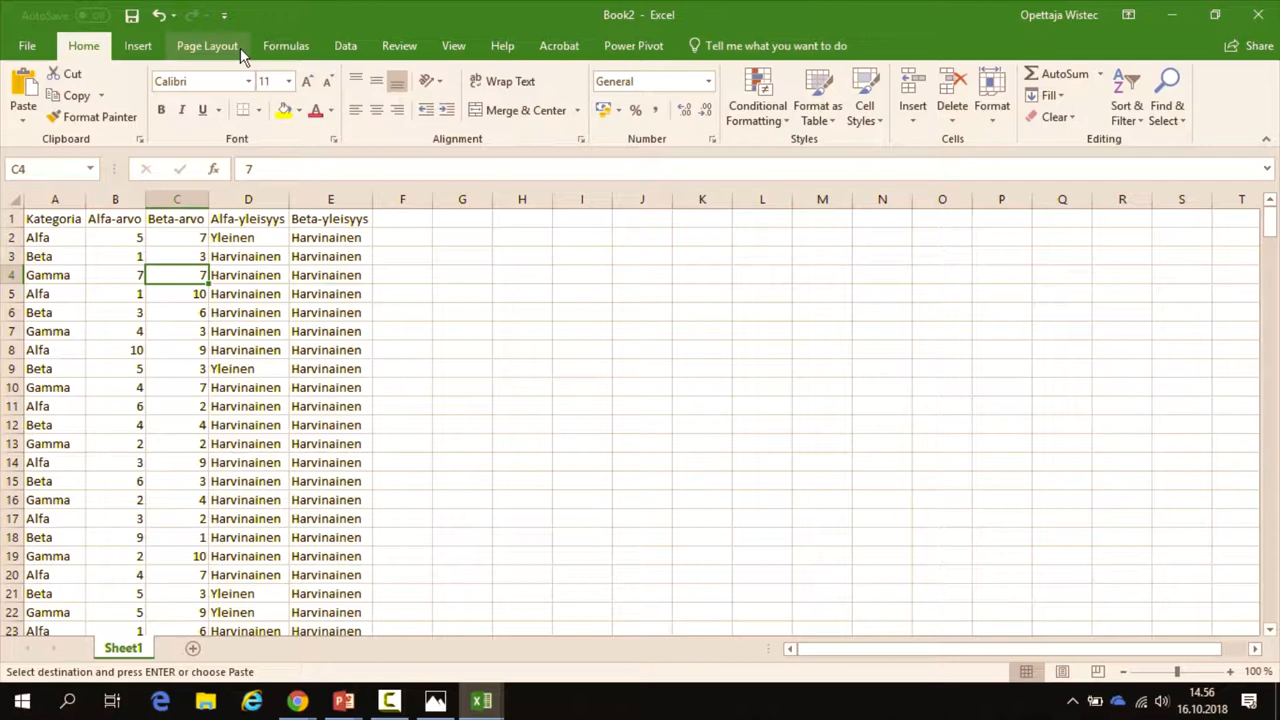 AutoSave Off Book2 - Excel Opettaja Wistec
File Home Insert Page Layout Formulas Data Review View Help Acrobat Power Pivot Tell me what you want to do Share
Paste Cut Copy Format Painter
Calibri 11
B I U A
Wrap Text
Merge & Center
General
%
Conditional Formatting Format as Table Cell Styles
Insert Delete Format
AutoSum Fill Clear
Sort & Filter Find & Select
Clipboard Font Alignment Number Styles Cells Editing
C4 fx 7
A B C D E F G H I J K L M N O P Q R S T
1 Kategoria Alfa-arvo Beta-arvo Alfa-yleisyys Beta-yleisyys
2 Alfa 5 7 Yleinen Harvinainen
3 Beta 1 3 Harvinainen Harvinainen
4 Gamma 7 7 Harvinainen Harvinainen
5 Alfa 1 10 Harvinainen Harvinainen
6 Beta 3 6 Harvinainen Harvinainen
7 Gamma 4 3 Harvinainen Harvinainen
8 Alfa 10 9 Harvinainen Harvinainen
9 Beta 5 3 Yleinen Harvinainen
10 Gamma 4 7 Harvinainen Harvinainen
11 Alfa 6 2 Harvinainen Harvinainen
12 Beta 4 4 Harvinainen Harvinainen
13 Gamma 2 2 Harvinainen Harvinainen
14 Alfa 3 9 Harvinainen Harvinainen
15 Beta 6 3 Harvinainen Harvinainen
16 Gamma 2 4 Harvinainen Harvinainen
17 Alfa 3 2 Harvinainen Harvinainen
18 Beta 9 1 Harvinainen Harvinainen
19 Gamma 2 10 Harvinainen Harvinainen
20 Alfa 4 7 Harvinainen Harvinainen
21 Beta 5 3 Yleinen Harvinainen
22 Gamma 5 9 Yleinen Harvinainen
23 Alfa 1 6 Harvinainen Harvinainen
Sheet1
Select destination and press ENTER or choose Paste 100 %
14.56
16.10.2018